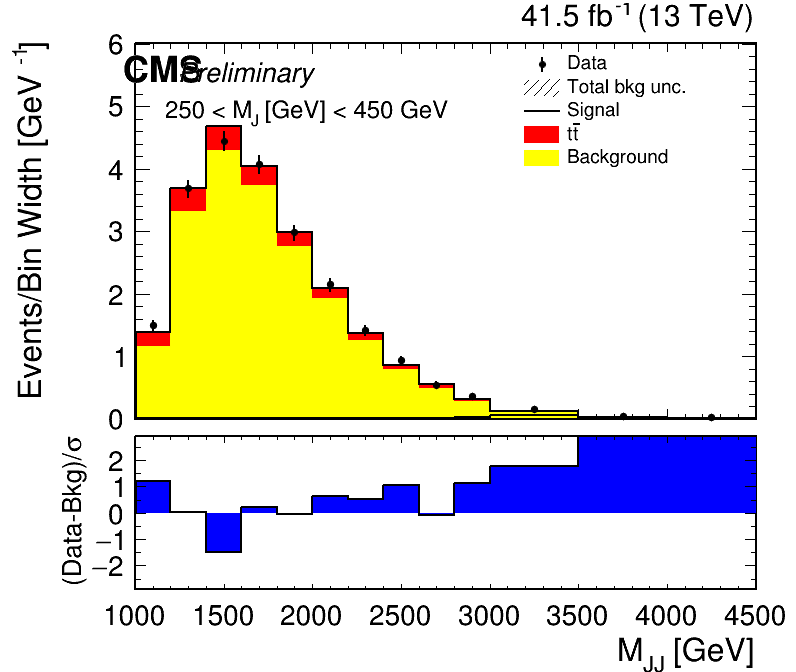 41.5 fb⁻¹ (13 TeV)
CMS Preliminary
250 < M_J [GeV] < 450 GeV
Data
Total bkg unc.
Signal
tt̄
Background
Events/Bin Width [GeV⁻¹]
6
5
4
3
2
1
0
(Data-Bkg)/σ
2
1
0
−1
−2
1000 1500 2000 2500 3000 3500 4000 4500
M_JJ [GeV]